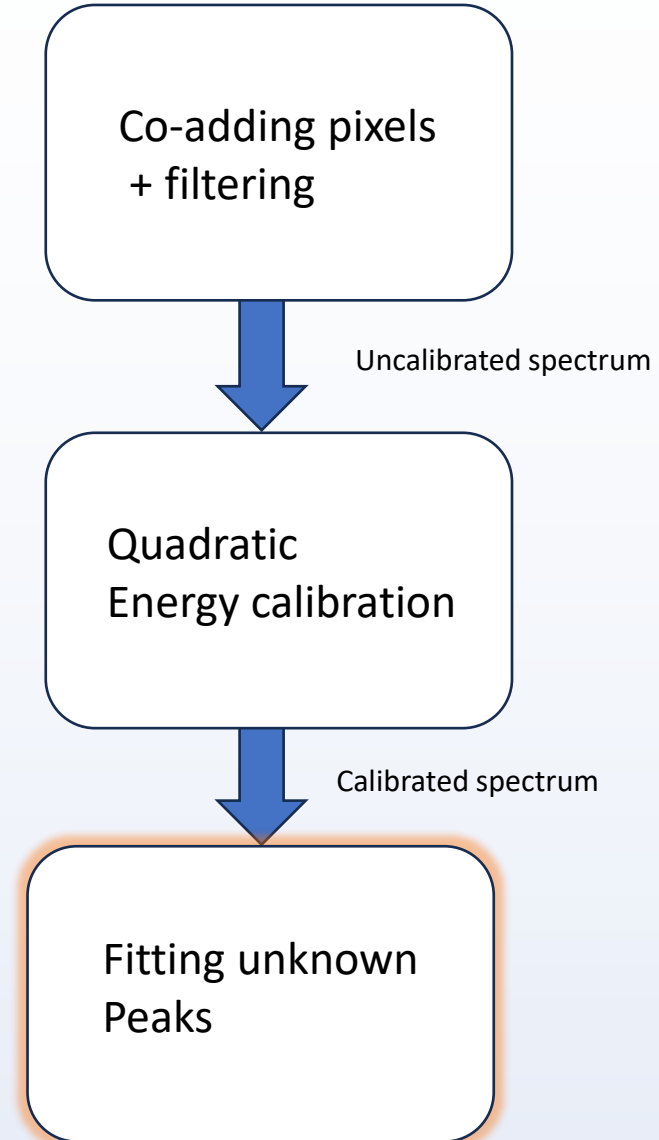 Co-adding pixels
+ filtering
Uncalibrated spectrum
Quadratic
Energy calibration
Calibrated spectrum
Fitting unknown
Peaks